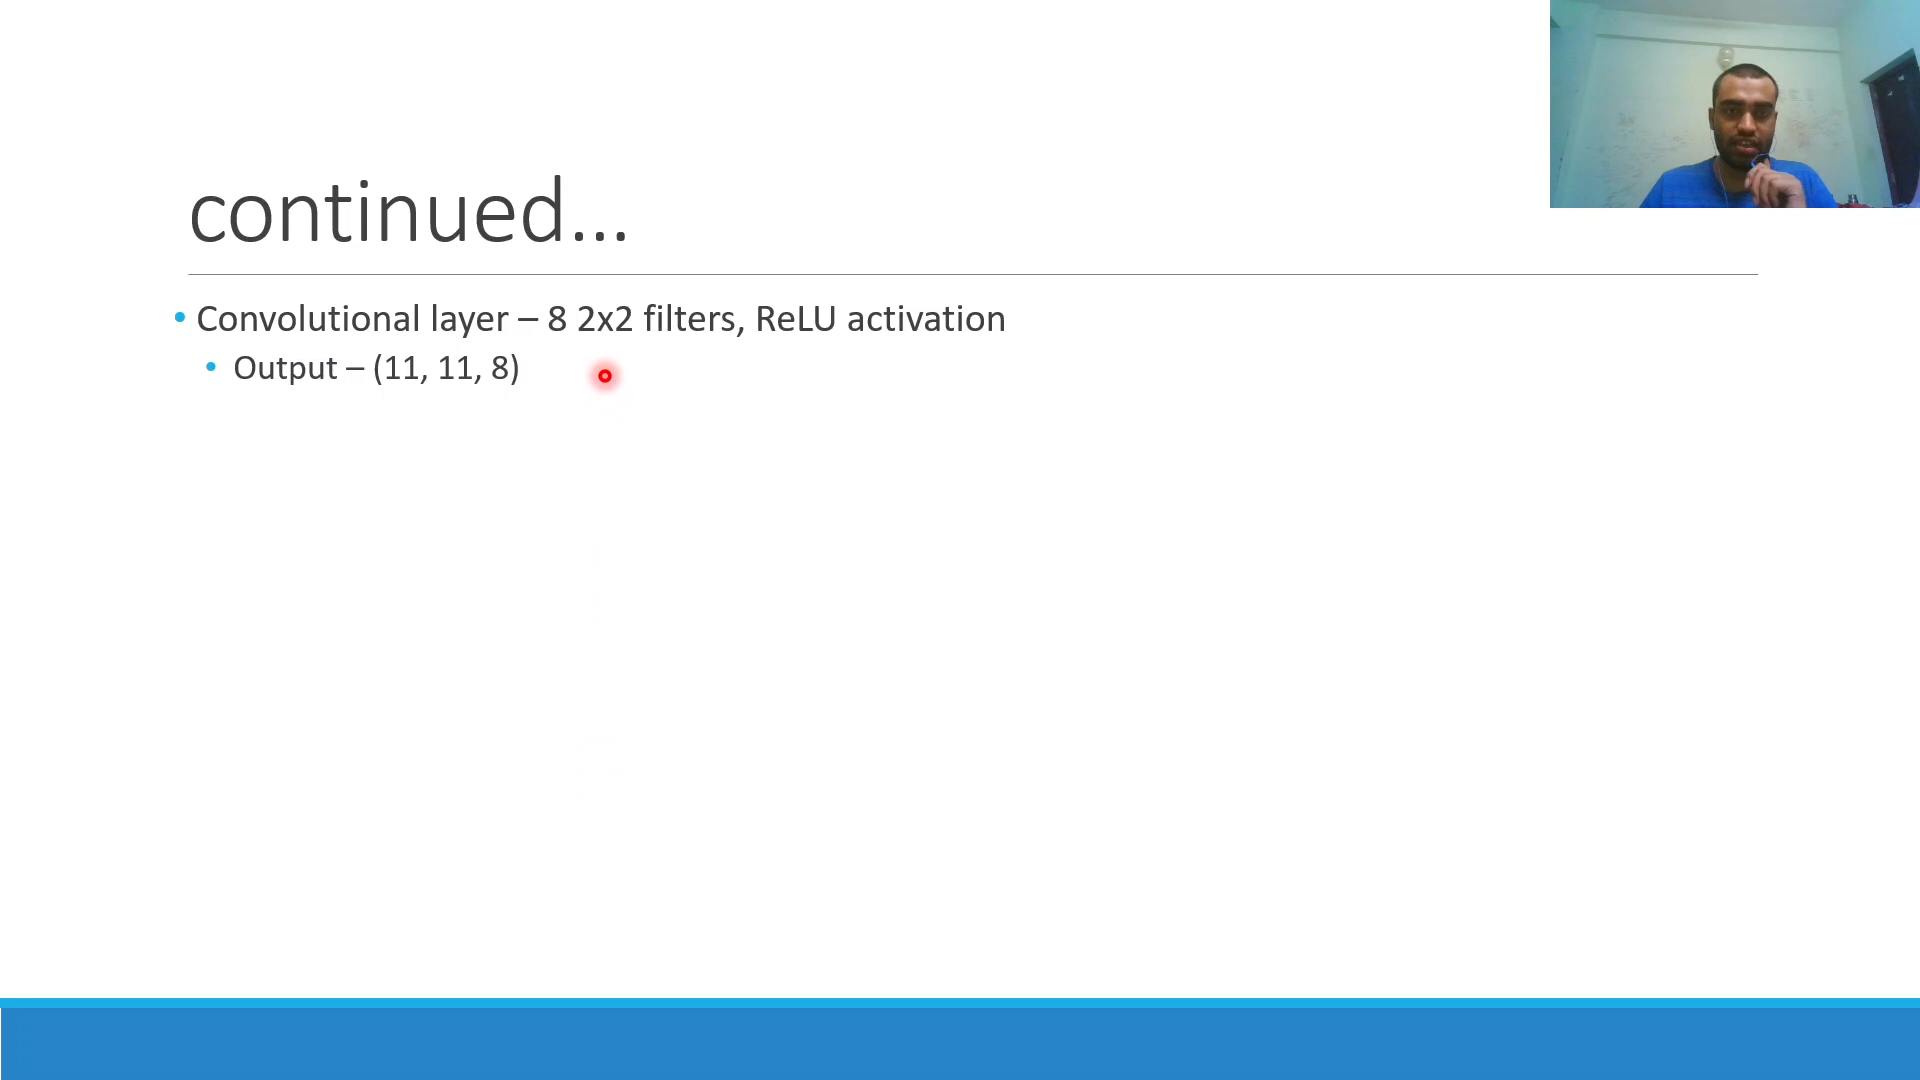 continued…
• Convolutional layer – 8 2x2 filters, ReLU activation
• Output – (11, 11, 8)